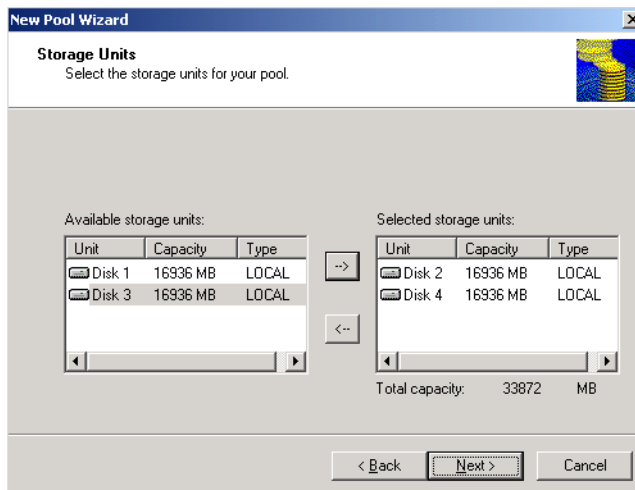 New Pool Wizard
Storage Units
Select the storage units for your pool.
Available storage units:
Unit Capacity Type
Disk 1 16936 MB LOCAL
Disk 3 16936 MB LOCAL
-->
<--
Selected storage units:
Unit Capacity Type
Disk 2 16936 MB LOCAL
Disk 4 16936 MB LOCAL
Total capacity: 33872 MB
< Back Next > Cancel